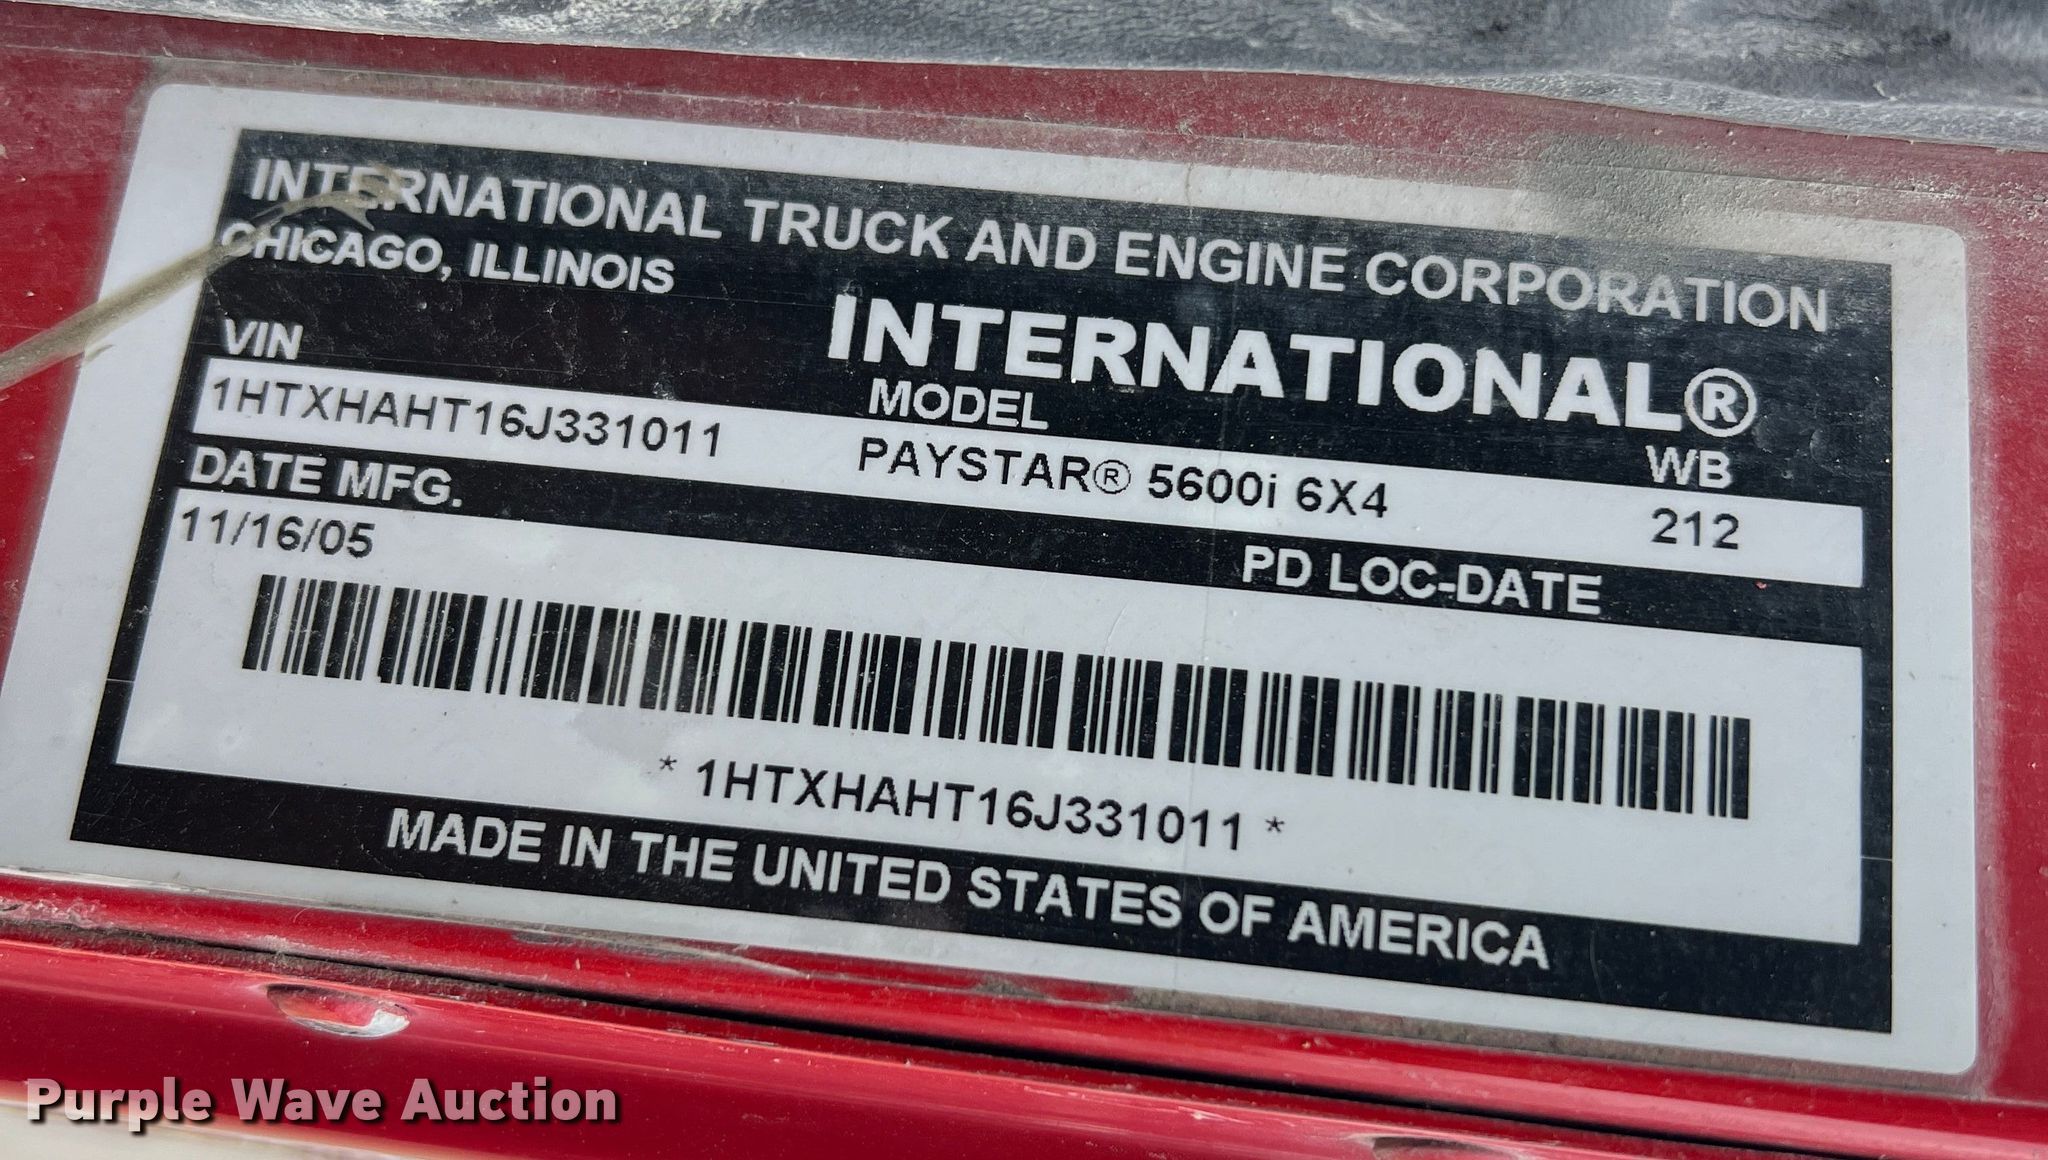 INTERNATIONAL TRUCK AND ENGINE CORPORATION
CHICAGO, ILLINOIS
INTERNATIONAL®
VIN MODEL WB
1HTXHAHT16J331011 PAYSTAR® 5600i 6X4 212
DATE MFG. PD LOC-DATE
11/16/05
* 1HTXHAHT16J331011 *
MADE IN THE UNITED STATES OF AMERICA
Purple Wave Auction